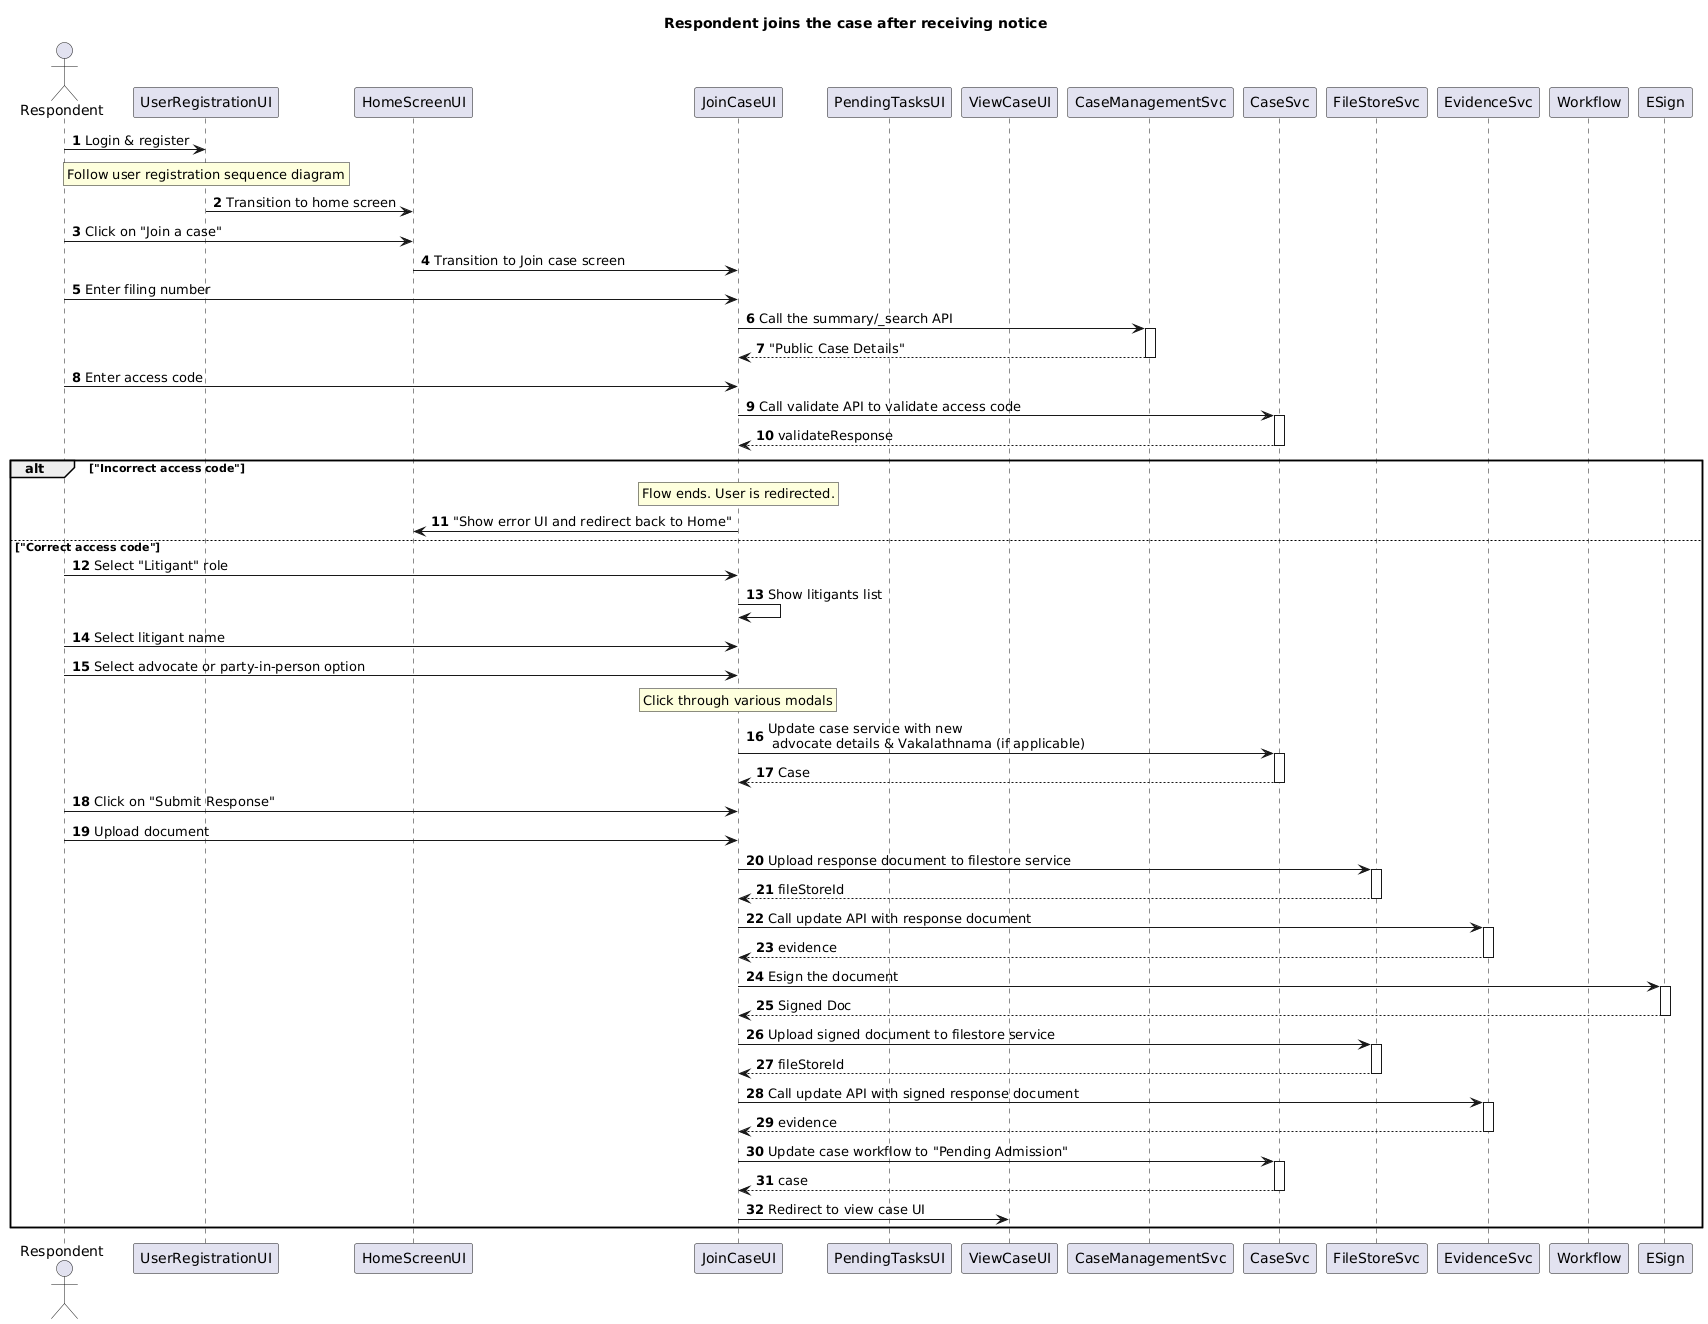 Respondent joins the case after receiving notice
Respondent
UserRegistrationUI
HomeScreenUI
JoinCaseUI
PendingTasksUI
ViewCaseUI
CaseManagementSvc
CaseSvc
FileStoreSvc
EvidenceSvc
Workflow
ESign
1 Login & register
Follow user registration sequence diagram
2 Transition to home screen
3 Click on "Join a case"
4 Transition to Join case screen
5 Enter filing number
6 Call the summary/_search API
7 "Public Case Details"
8 Enter access code
9 Call validate API to validate access code
10 validateResponse
alt ["Incorrect access code"]
Flow ends. User is redirected.
11 "Show error UI and redirect back to Home"
["Correct access code"]
12 Select "Litigant" role
13 Show litigants list
14 Select litigant name
15 Select advocate or party-in-person option
Click through various modals
16 Update case service with new
advocate details & Vakalathnama (if applicable)
17 Case
18 Click on "Submit Response"
19 Upload document
20 Upload response document to filestore service
21 fileStoreId
22 Call update API with response document
23 evidence
24 Esign the document
25 Signed Doc
26 Upload signed document to filestore service
27 fileStoreId
28 Call update API with signed response document
29 evidence
30 Update case workflow to "Pending Admission"
31 case
32 Redirect to view case UI
Respondent
UserRegistrationUI
HomeScreenUI
JoinCaseUI
PendingTasksUI
ViewCaseUI
CaseManagementSvc
CaseSvc
FileStoreSvc
EvidenceSvc
Workflow
ESign